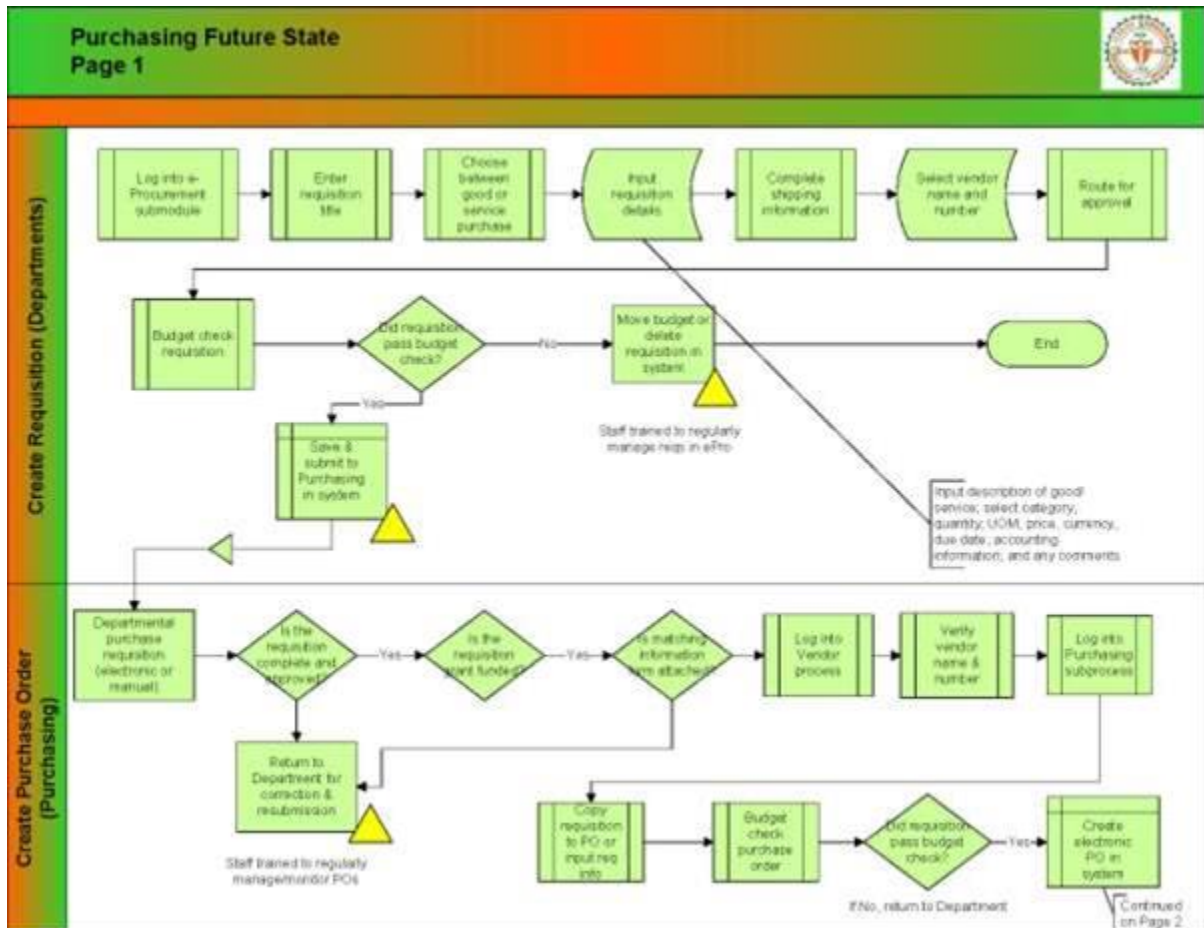 Purchasing Future State
Page 1
Create Requisition (Departments)
Log into e-
Procurement
submodule
Enter
requisition
title
Choose
between
good or
service
purchase
Input
requisition
details
Complete
shipping
information
Select vendor
name and
number
Route for
approval
Budget check
requisition
Did requisition
pass budget
check?
No
Move budget or
delete
requisition in
system
End
Yes
Staff trained to regularly
manage reqs in ePro
Save &
submit to
Purchasing
in system
Input description of good/
service; select category,
quantity, UOM, price, currency,
due date, accounting
information, and any comments
Create Purchase Order
(Purchasing)
Departmental
purchase
requisition
(electronic or
manual)
Is the
requisition
complete and
approved?
Yes
Is the
requisition
grant funded?
Yes
Is matching
information
form attached?
Log into
Vendor
process
Verify
vendor
name &
number
Log into
Purchasing
subprocess
Return to
Department for
correction &
resubmission
Staff trained to regularly
manage/monitor POs
Copy
requisition
to PO or
input req
info
Budget
check
purchase
order
Did requisition
pass budget
check?
Yes
Create
electronic
PO in
system
If No, return to Department
Continued
on Page 2